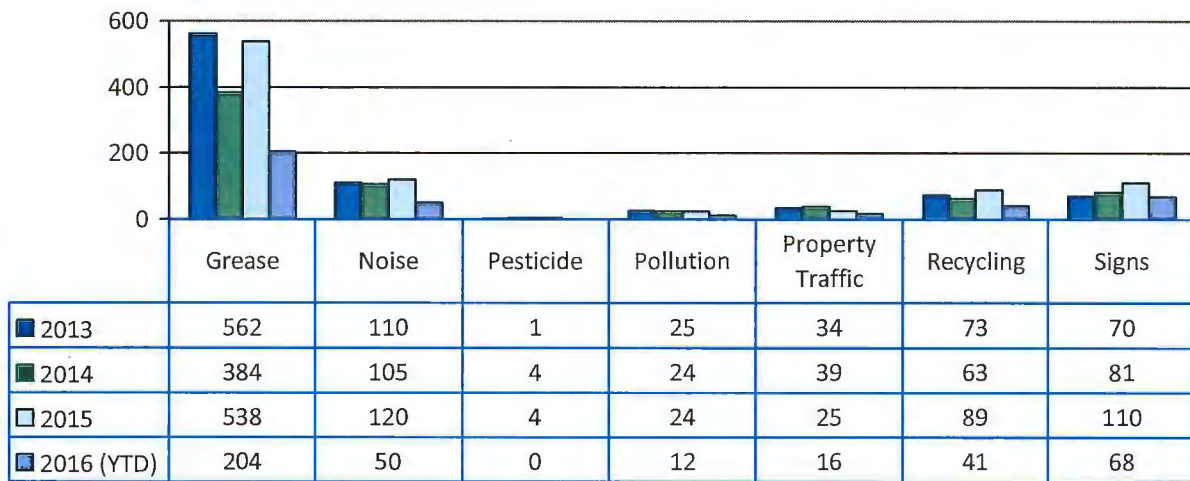 600
400
200
0
Grease Noise Pesticide Pollution Property Traffic Recycling Signs
2013 562 110 1 25 34 73 70
2014 384 105 4 24 39 63 81
2015 538 120 4 24 25 89 110
2016 (YTD) 204 50 0 12 16 41 68